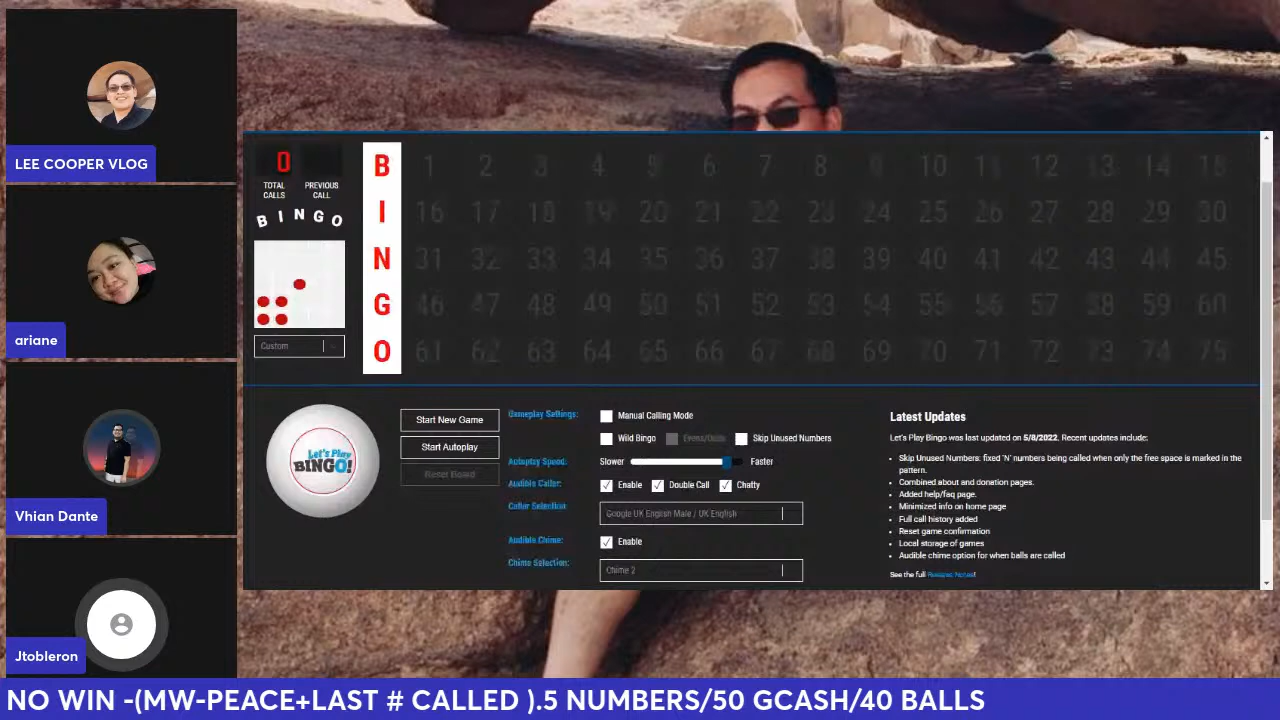 LEE COOPER VLOG
ariane
Vhian Dante
Jtobleron
0
TOTAL CALLS
PREVIOUS CALL
BINGO
Custom
B 1 2 3 4 5 6 7 8 9 10 11 12 13 14 15
I 16 17 18 19 20 21 22 23 24 25 26 27 28 29 30
N 31 32 33 34 35 36 37 38 39 40 41 42 43 44 45
G 46 47 48 49 50 51 52 53 54 55 56 57 58 59 60
O 61 62 63 64 65 66 67 68 69 70 71 72 73 74 75
Let's Play
BINGO!
Start New Game
Start Autoplay
Reset Board
Gameplay Settings:
Manual Calling Mode
Wild Bingo Evens/Odds Skip Unused Numbers
Autoplay Speed:
Slower Faster
Audible Caller:
Enable Double Call Chatty
Caller Selection
Google UK English Male / UK English
Audible Chime:
Enable
Chime Selection:
Chime 2
Latest Updates
Let's Play Bingo was last updated on 5/8/2022. Recent updates include:
Skip Unused Numbers: fixed 'N' numbers being called when only the free space is marked in the
pattern.
Combined about and donation pages.
Added help/faq page.
Minimized info on home page
Full call history added
Reset game confirmation
Local storage of games
Audible chime option for when balls are called
See the full Release Notes!
NO WIN -(MW-PEACE+LAST # CALLED ).5 NUMBERS/50 GCASH/40 BALLS